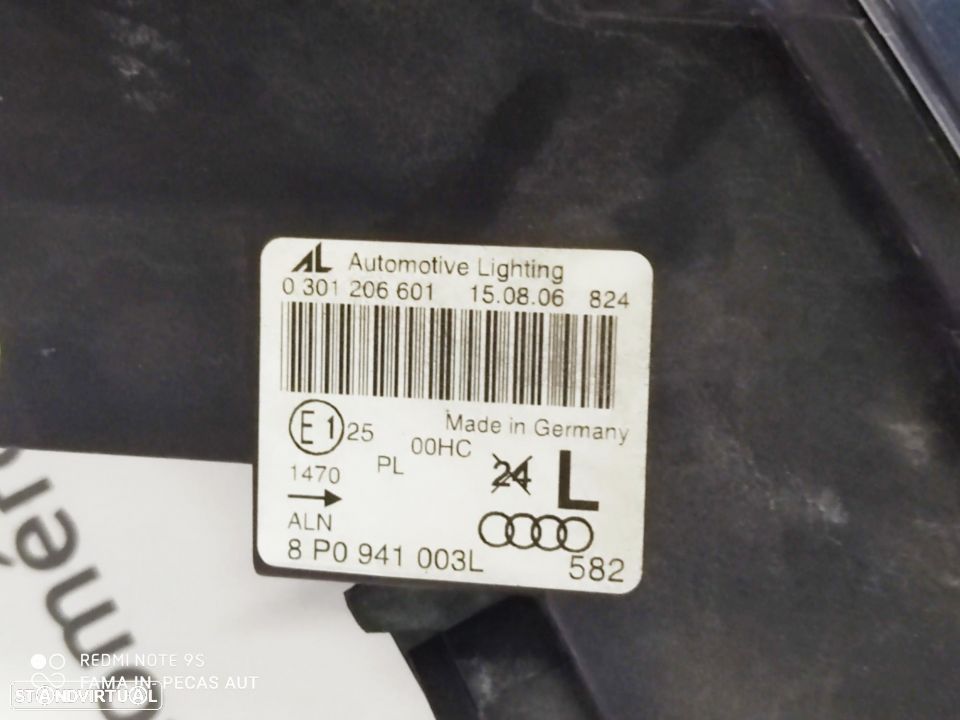 AL Automotive Lighting
0 301 206 601 15.08.06 824
Made in Germany
E1 25
00HC
PL
1470
24 L
ALN
8 P0 941 003L
582
REDMI NOTE 9S
FAMA IN-PECAS AUT
STANDVIRTUAL